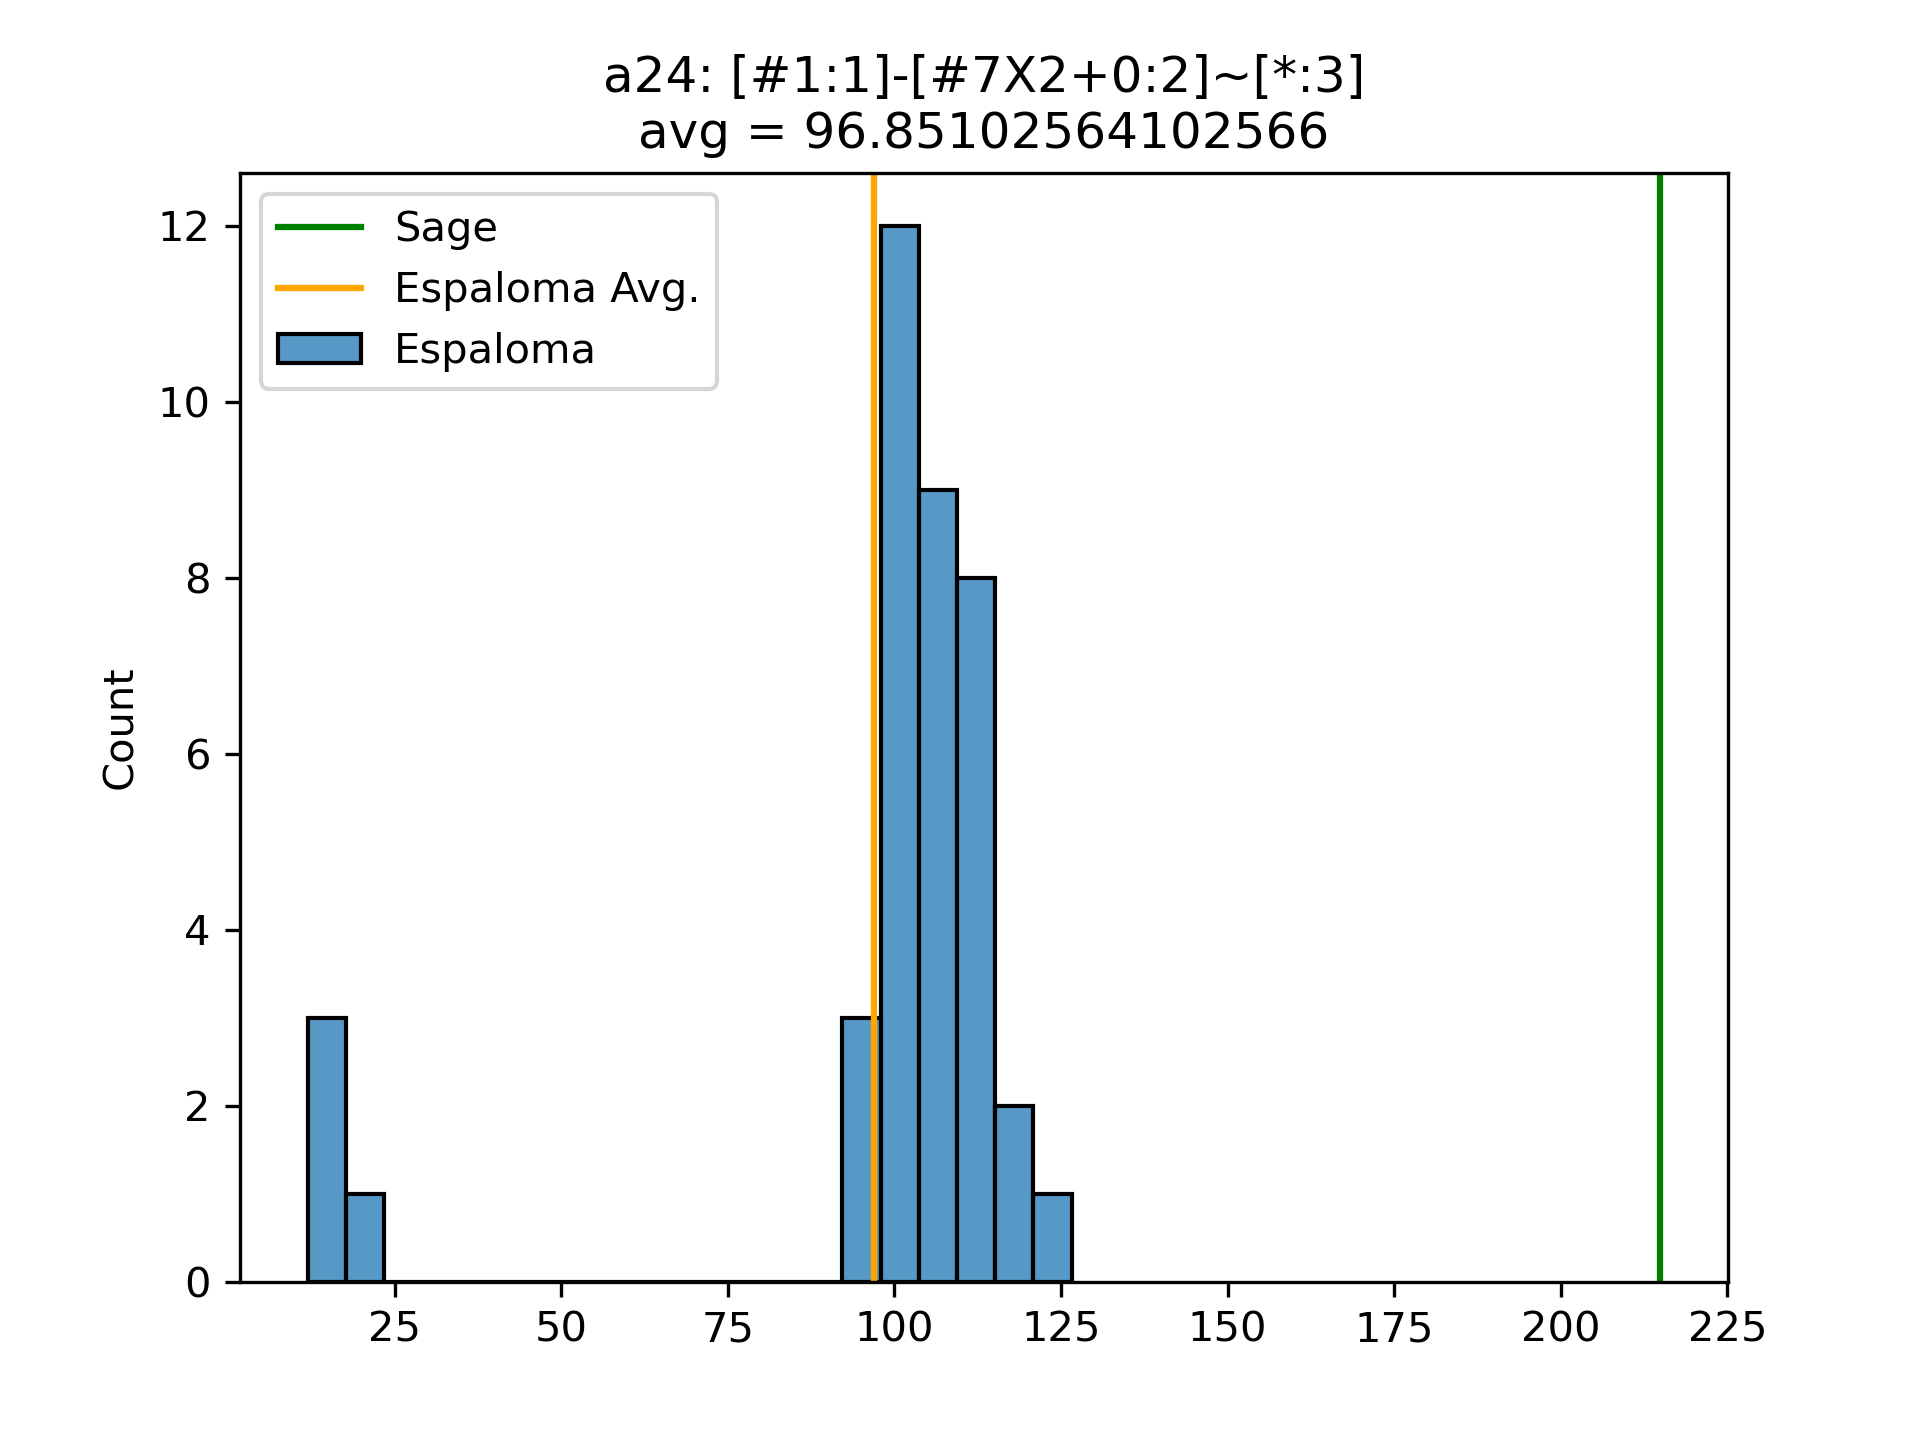 a24: [#1:1]-[#7X2+0:2]~[*:3]
avg = 96.85102564102566
Sage
Espaloma Avg.
Espaloma
12
10
8
6
4
2
0
Count
25 50 75 100 125 150 175 200 225